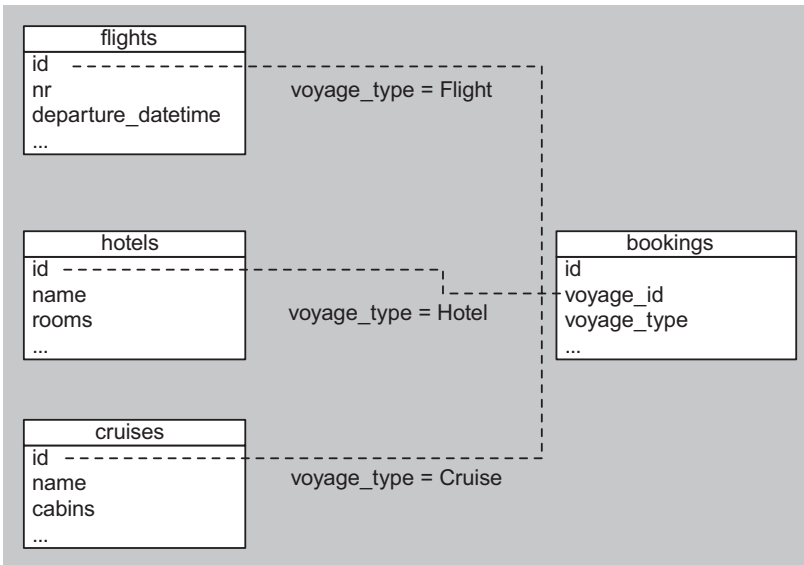 flights
id
nr
departure_datetime
...
voyage_type = Flight
hotels
id
name
rooms
...
voyage_type = Hotel
bookings
id
voyage_id
voyage_type
...
cruises
id
name
cabins
...
voyage_type = Cruise